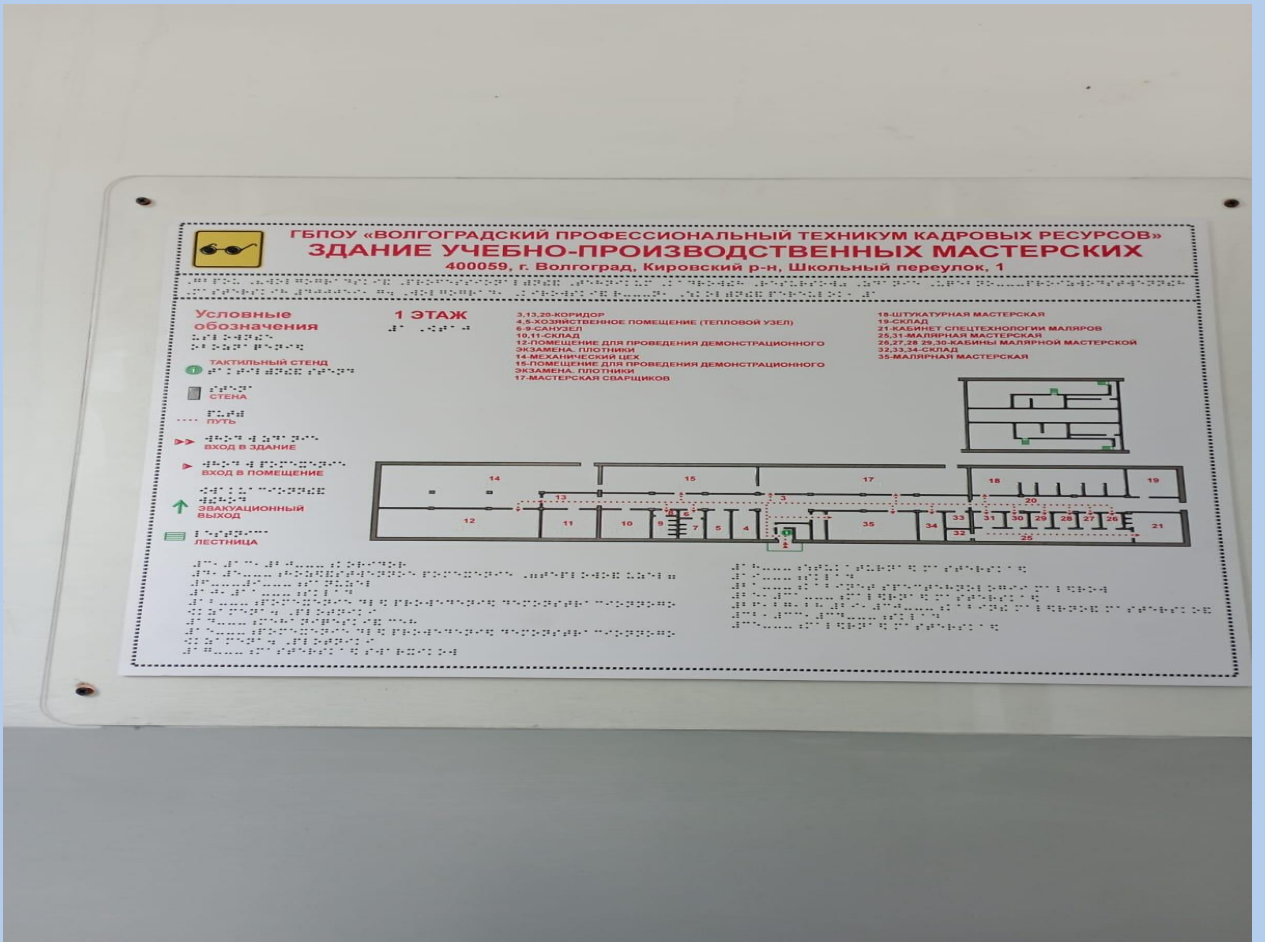 ГБПОУ «ВОЛГОГРАДСКИЙ ПРОФЕССИОНАЛЬНЫЙ ТЕХНИКУМ КАДРОВЫХ РЕСУРСОВ»
ЗДАНИЕ УЧЕБНО-ПРОИЗВОДСТВЕННЫХ МАСТЕРСКИХ
400059, г. Волгоград, Кировский р-н, Школьный переулок, 1
Условные
обозначения
ТАКТИЛЬНЫЙ СТЕНД
СТЕНА
ПУТЬ
ВХОД В ЗДАНИЕ
ВХОД В ПОМЕЩЕНИЕ
ЭВАКУАЦИОННЫЙ
ВЫХОД
ЛЕСТНИЦА
1 ЭТАЖ
3,13,20-КОРИДОР
4,5-ХОЗЯЙСТВЕННОЕ ПОМЕЩЕНИЕ (ТЕПЛОВОЙ УЗЕЛ)
6-9-САНУЗЕЛ
10,11-СКЛАД
12-ПОМЕЩЕНИЕ ДЛЯ ПРОВЕДЕНИЯ ДЕМОНСТРАЦИОННОГО
ЭКЗАМЕНА. ПЛОТНИКИ
14-МЕХАНИЧЕСКИЙ ЦЕХ
15-ПОМЕЩЕНИЕ ДЛЯ ПРОВЕДЕНИЯ ДЕМОНСТРАЦИОННОГО
ЭКЗАМЕНА. ПЛОТНИКИ
17-МАСТЕРСКАЯ СВАРЩИКОВ
18-ШТУКАТУРНАЯ МАСТЕРСКАЯ
19-СКЛАД
21-КАБИНЕТ СПЕЦТЕХНОЛОГИИ МАЛЯРОВ
25,31-МАЛЯРНАЯ МАСТЕРСКАЯ
26,27,28 29,30-КАБИНЫ МАЛЯРНОЙ МАСТЕРСКОЙ
32,33,34-СКЛАД
35-МАЛЯРНАЯ МАСТЕРСКАЯ
14 15 17 18 19
13 3 20
12 11 10 9 8 6 7 5 4 35 34 33 32 31 30 29 28 27 26 21
25